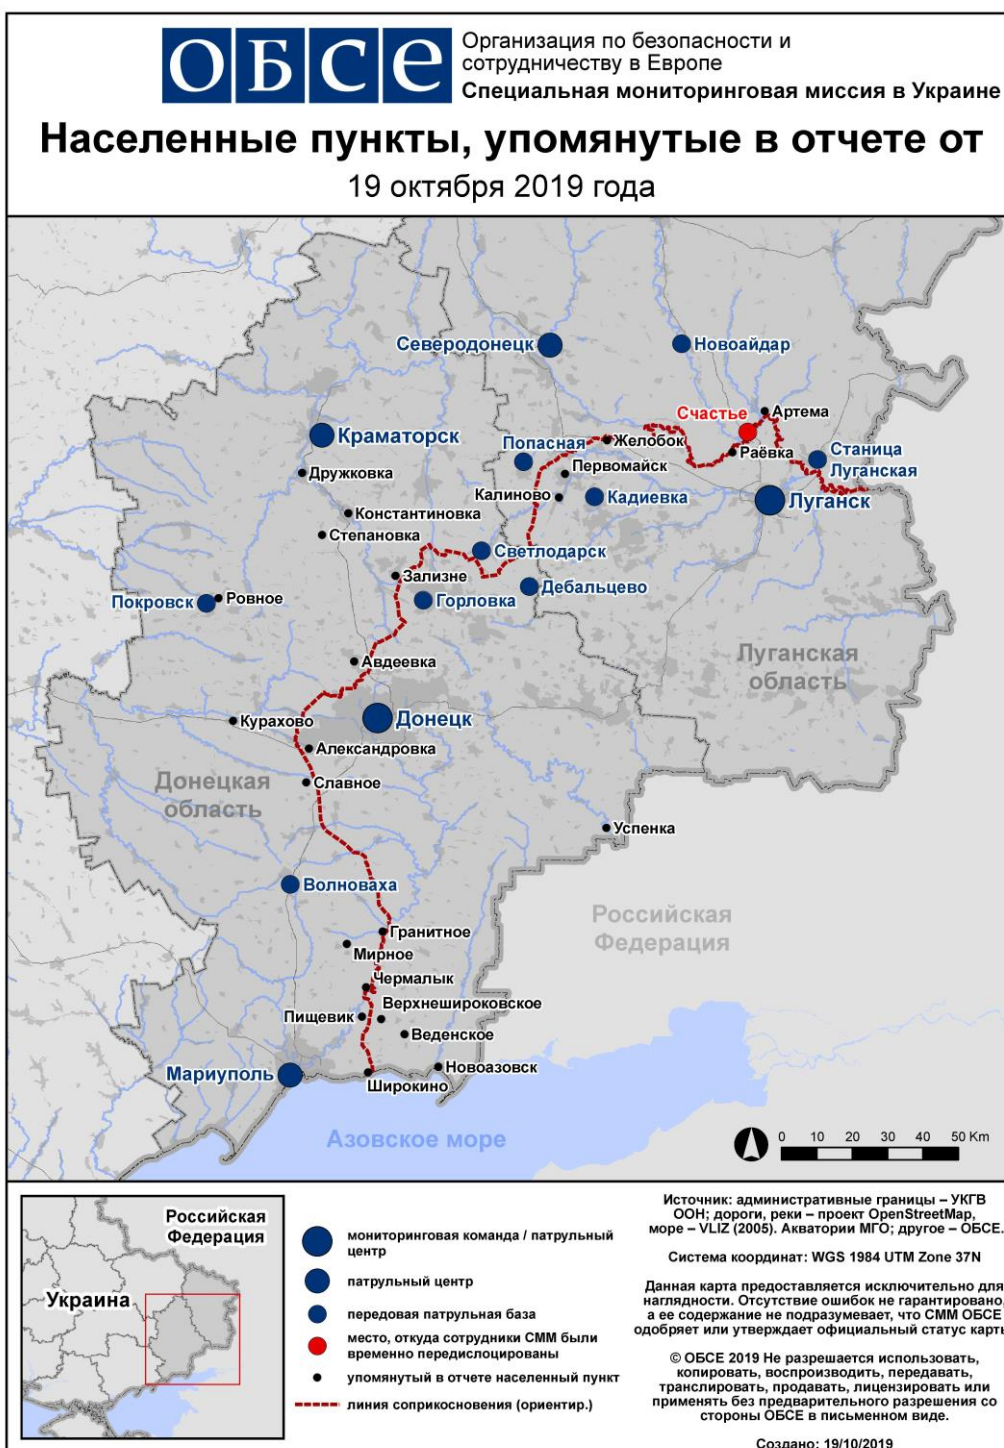 ОБСЕ
Организация по безопасности и
сотрудничеству в Европе
Специальная мониторинговая миссия в Украине
Населенные пункты, упомянутые в отчете от
19 октября 2019 года
Северодонецк
Новоайдар
Счастье
Артема
Краматорск
Попасная
Желобок
Раёвка
Станица
Луганская
Дружковка
Первомайск
Калиново
Кадиевка
Луганск
Константиновка
Степановка
Светлодарск
Зализне
Дебальцево
Покровск
Ровное
Горловка
Авдеевка
Луганская
область
Курахово
Донецк
Александровка
Донецкая
область
Славное
Успенка
Волноваха
Российская
Федерация
Гранитное
Мирное
Чермалык
Верхнешироковское
Пищевик
Веденское
Новоазовск
Мариуполь
Широкино
Азовское море
0 10 20 30 40 50 Km
Российская
Федерация
Украина
мониторинговая команда / патрульный
центр
патрульный центр
передовая патрульная база
место, откуда сотрудники СММ были
временно передислоцированы
упомянутый в отчете населенный пункт
линия соприкосновения (ориентир.)
Источник: административные границы – УКГВ
ООН; дороги, реки – проект OpenStreetMap,
море – VLIZ (2005). Акватории МГО; другое – ОБСЕ.
Система координат: WGS 1984 UTM Zone 37N
Данная карта предоставляется исключительно для
наглядности. Отсутствие ошибок не гарантировано,
а ее содержание не подразумевает, что СММ ОБСЕ
одобряет или утверждает официальный статус карты
© ОБСЕ 2019 Не разрешается использовать,
копировать, воспроизводить, передавать,
транслировать, продавать, лицензировать или
применять без предварительного разрешения со
стороны ОБСЕ в письменном виде.
Создано: 19/10/2019